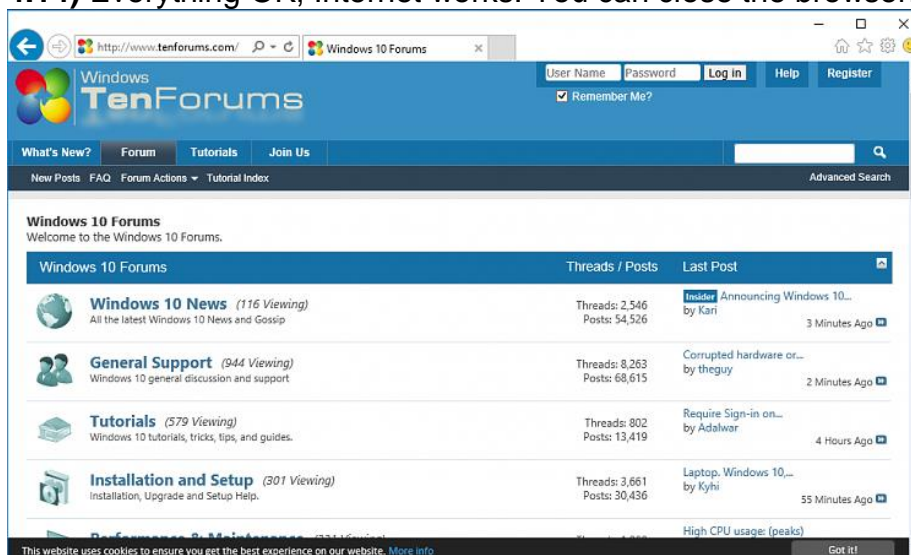 Everything OK, Internet works. You can close the browser
http://www.tenforums.com/
Windows 10 Forums
Windows
TenForums
User Name Password Log in Help Register
Remember Me?
What's New? Forum Tutorials Join Us
New Posts FAQ Forum Actions Tutorial Index Advanced Search
Windows 10 Forums
Welcome to the Windows 10 Forums.
Windows 10 Forums Threads / Posts Last Post
Windows 10 News (116 Viewing)
All the latest Windows 10 News and Gossip
Threads: 2,546
Posts: 54,526
Insider Announcing Windows 10...
by Kari
3 Minutes Ago
General Support (944 Viewing)
Windows 10 general discussion and support
Threads: 8,263
Posts: 68,615
Corrupted hardware or...
by theguy
2 Minutes Ago
Tutorials (579 Viewing)
Windows 10 tutorials, tricks, tips, and guides.
Threads: 802
Posts: 13,419
Require Sign-in on...
by Adalwar
4 Hours Ago
Installation and Setup (301 Viewing)
Installation, Upgrade and Setup Help.
Threads: 3,661
Posts: 30,436
Laptop. Windows 10,...
by Kyhi
55 Minutes Ago
Performance & Maintenance
High CPU usage: (peaks)
This website uses cookies to ensure you get the best experience on our website. More info Got it!